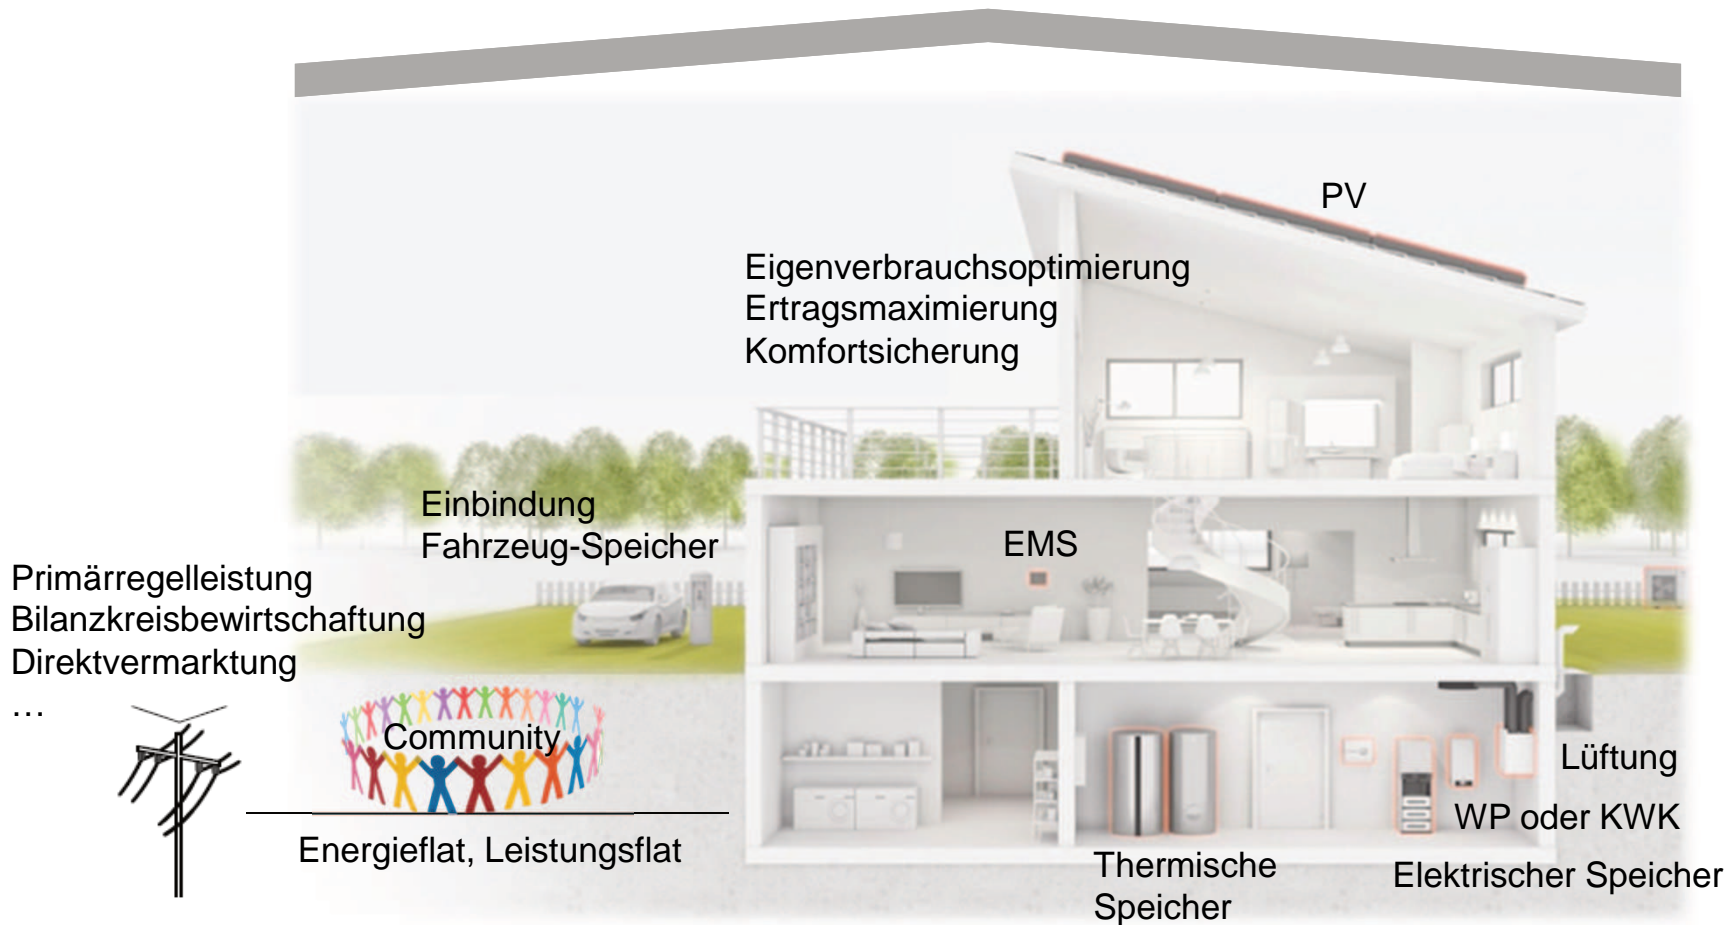 PV
Eigenverbrauchsoptimierung
Ertragsmaximierung
Komfortsicherung
Einbindung
Fahrzeug-Speicher
EMS
Primärregelleistung
Bilanzkreisbewirtschaftung
Direktvermarktung
…
Community
Energieflat, Leistungsflat
Lüftung
WP oder KWK
Elektrischer Speicher
Thermische
Speicher